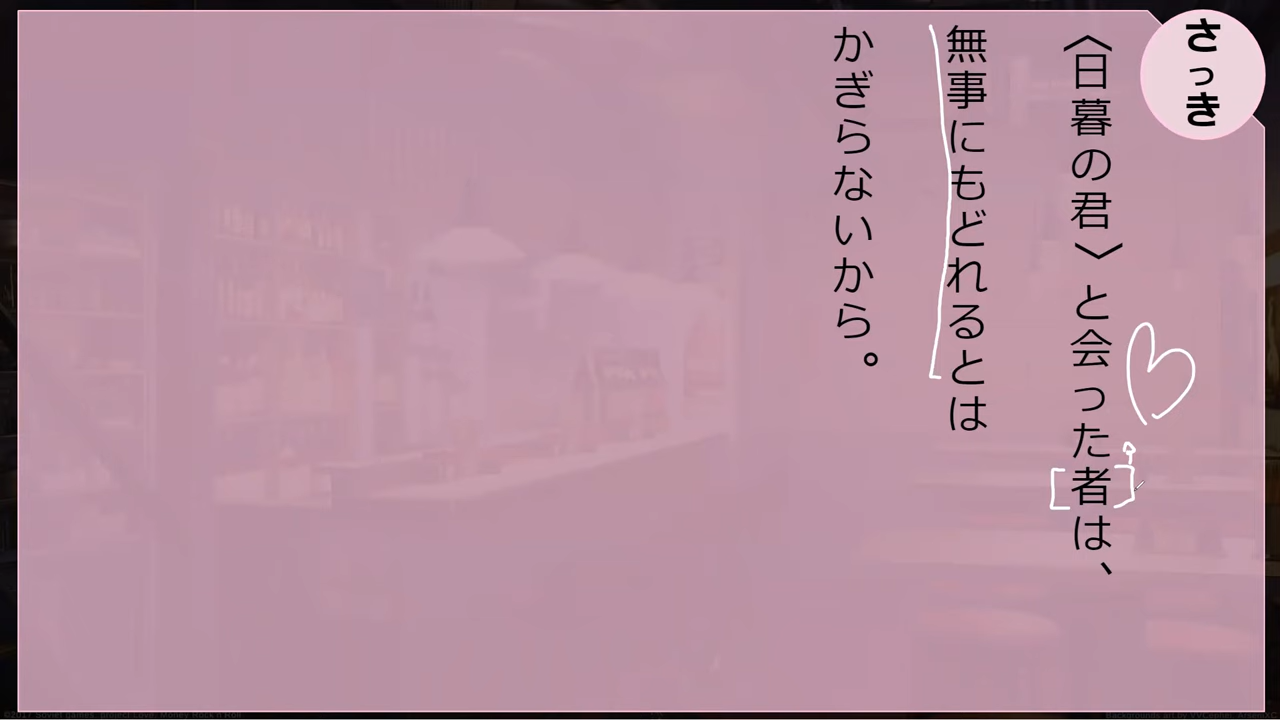 さっき
〈日暮の君〉と会った者は、
無事にもどれるとは
かぎらないから。